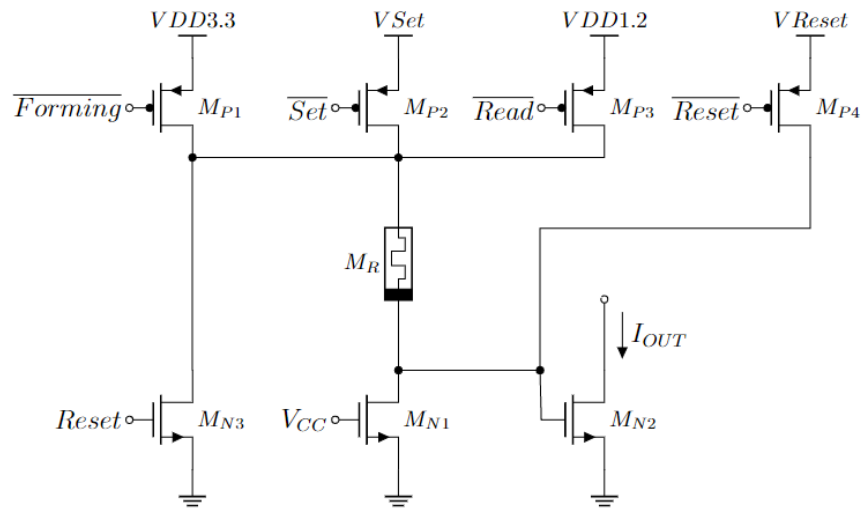 VDD3.3 VSet VDD1.2 VReset
Forming M_P1 Set M_P2 Read M_P3 Reset M_P4
M_R
I_OUT
Reset M_N3 V_CC M_N1 M_N2